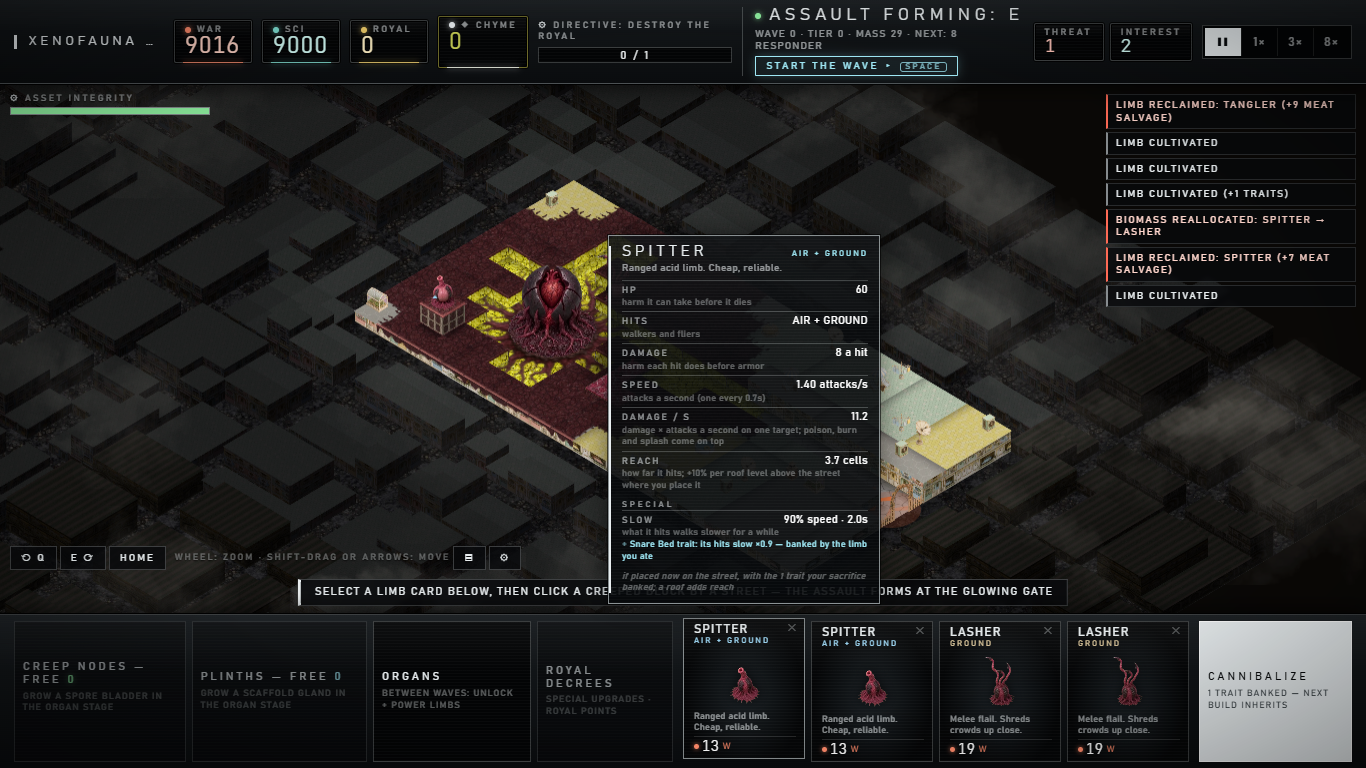 XENOFAUNA …
WAR
9016
SCI
9000
ROYAL
0
CHYME
0
DIRECTIVE: DESTROY THE
ROYAL
0 / 1
ASSAULT FORMING: E
WAVE 0 · TIER 0 · MASS 29 · NEXT: 8
RESPONDER
START THE WAVE ▸ SPACE
THREAT
1
INTEREST
2
1×
3×
8×
ASSET INTEGRITY
LIMB RECLAIMED: TANGLER (+9 MEAT
SALVAGE)
LIMB CULTIVATED
LIMB CULTIVATED
LIMB CULTIVATED (+1 TRAITS)
BIOMASS REALLOCATED: SPITTER →
LASHER
LIMB RECLAIMED: SPITTER (+7 MEAT
SALVAGE)
LIMB CULTIVATED
SPITTER
AIR + GROUND
Ranged acid limb. Cheap, reliable.
HP 60
harm it can take before it dies
HITS AIR + GROUND
walkers and fliers
DAMAGE 8 a hit
harm each hit does before armor
SPEED 1.40 attacks/s
attacks a second (one every 0.7s)
DAMAGE / S 11.2
damage × attacks a second on one target; poison, burn
and splash come on top
REACH 3.7 cells
how far it hits; +10% per roof level above the street
where you place it
SPECIAL
SLOW 90% speed · 2.0s
what it hits walks slower for a while
+ Snare Bed trait: its hits slow ×0.9 — banked by the limb
you ate
if placed now on the street, with the 1 trait your sacrifice
banked; a roof adds reach
Q
E
HOME
WHEEL: ZOOM · SHIFT-DRAG OR ARROWS: MOVE
SELECT A LIMB CARD BELOW, THEN CLICK A CREEP BLOCK OR STREET — THE ASSAULT FORMS AT THE GLOWING GATE
CREEP NODES —
FREE 0
GROW A SPORE BLADDER IN
THE ORGAN STAGE
PLINTHS — FREE 0
GROW A SCAFFOLD GLAND IN
THE ORGAN STAGE
ORGANS
BETWEEN WAVES: UNLOCK
+ POWER LIMBS
ROYAL
DECREES
SPECIAL UPGRADES ·
ROYAL POINTS
SPITTER
AIR + GROUND
Ranged acid limb.
Cheap, reliable.
13 W
SPITTER
AIR + GROUND
Ranged acid limb.
Cheap, reliable.
13 W
LASHER
GROUND
Melee flail. Shreds
crowds up close.
19 W
LASHER
GROUND
Melee flail. Shreds
crowds up close.
19 W
CANNIBALIZE
1 TRAIT BANKED — NEXT
BUILD INHERITS